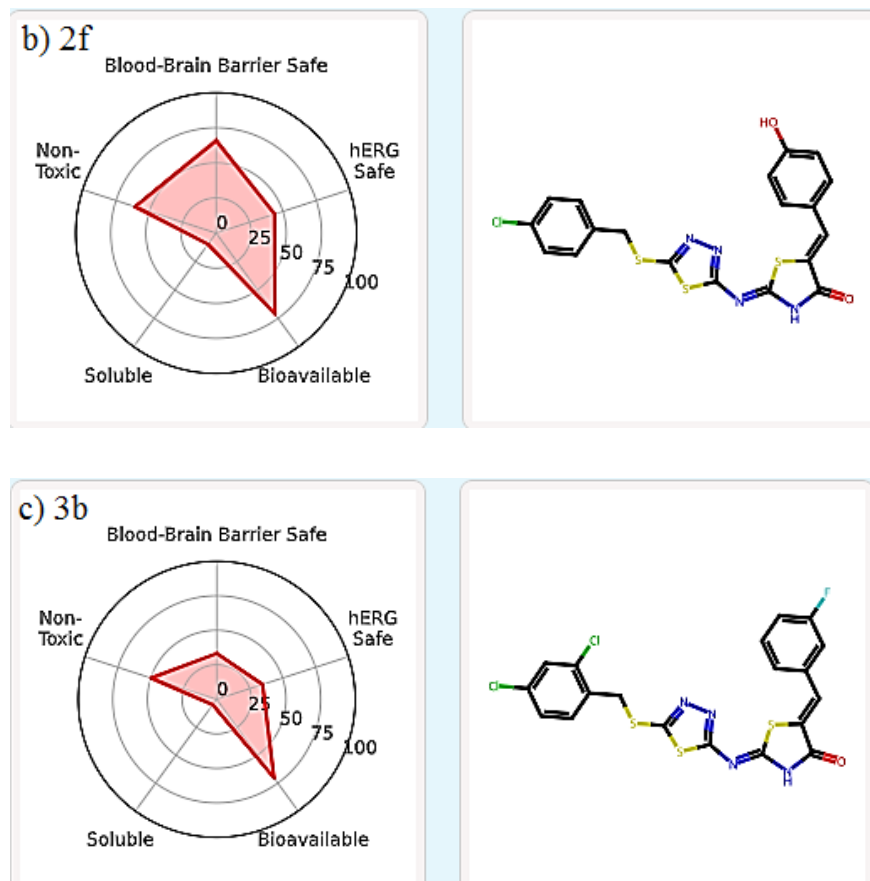 b) 2f
Blood-Brain Barrier Safe
Non-
Toxic
hERG
Safe
0
25
50
75
100
Soluble
Bioavailable
HO
Cl
N
N
S
S
S
N
N
H
O
c) 3b
Blood-Brain Barrier Safe
Non-
Toxic
hERG
Safe
0
25
50
75
100
Soluble
Bioavailable
F
Cl
Cl
N
N
S
S
S
N
N
H
O